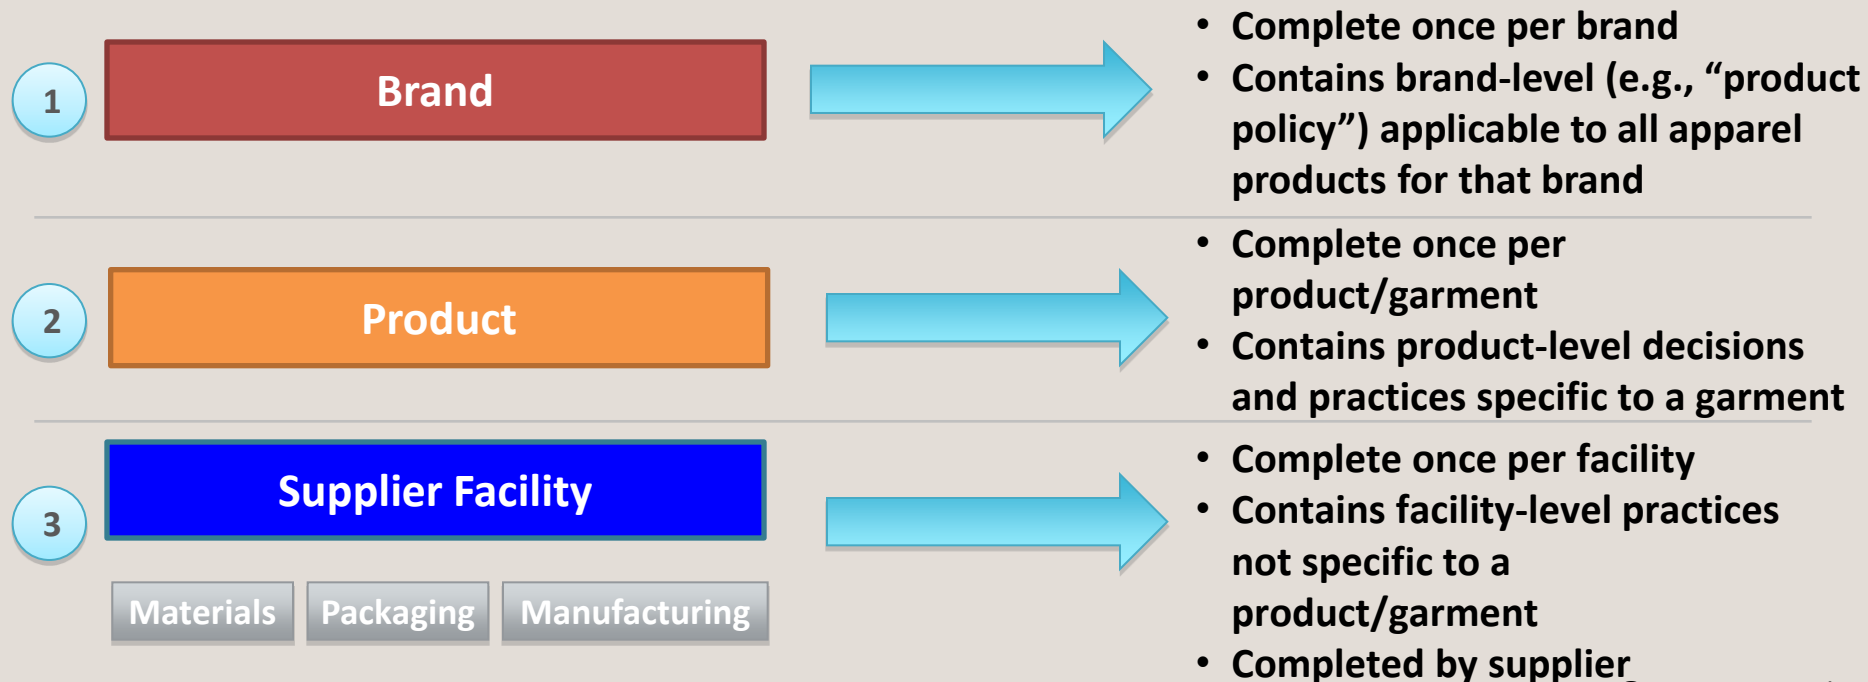 1
Brand
• Complete once per brand
• Contains brand-level (e.g., “product
policy”) applicable to all apparel
products for that brand
2
Product
• Complete once per
product/garment
• Contains product-level decisions
and practices specific to a garment
3
Supplier Facility
Materials
Packaging
Manufacturing
• Complete once per facility
• Contains facility-level practices
not specific to a
product/garment
• Completed by supplier